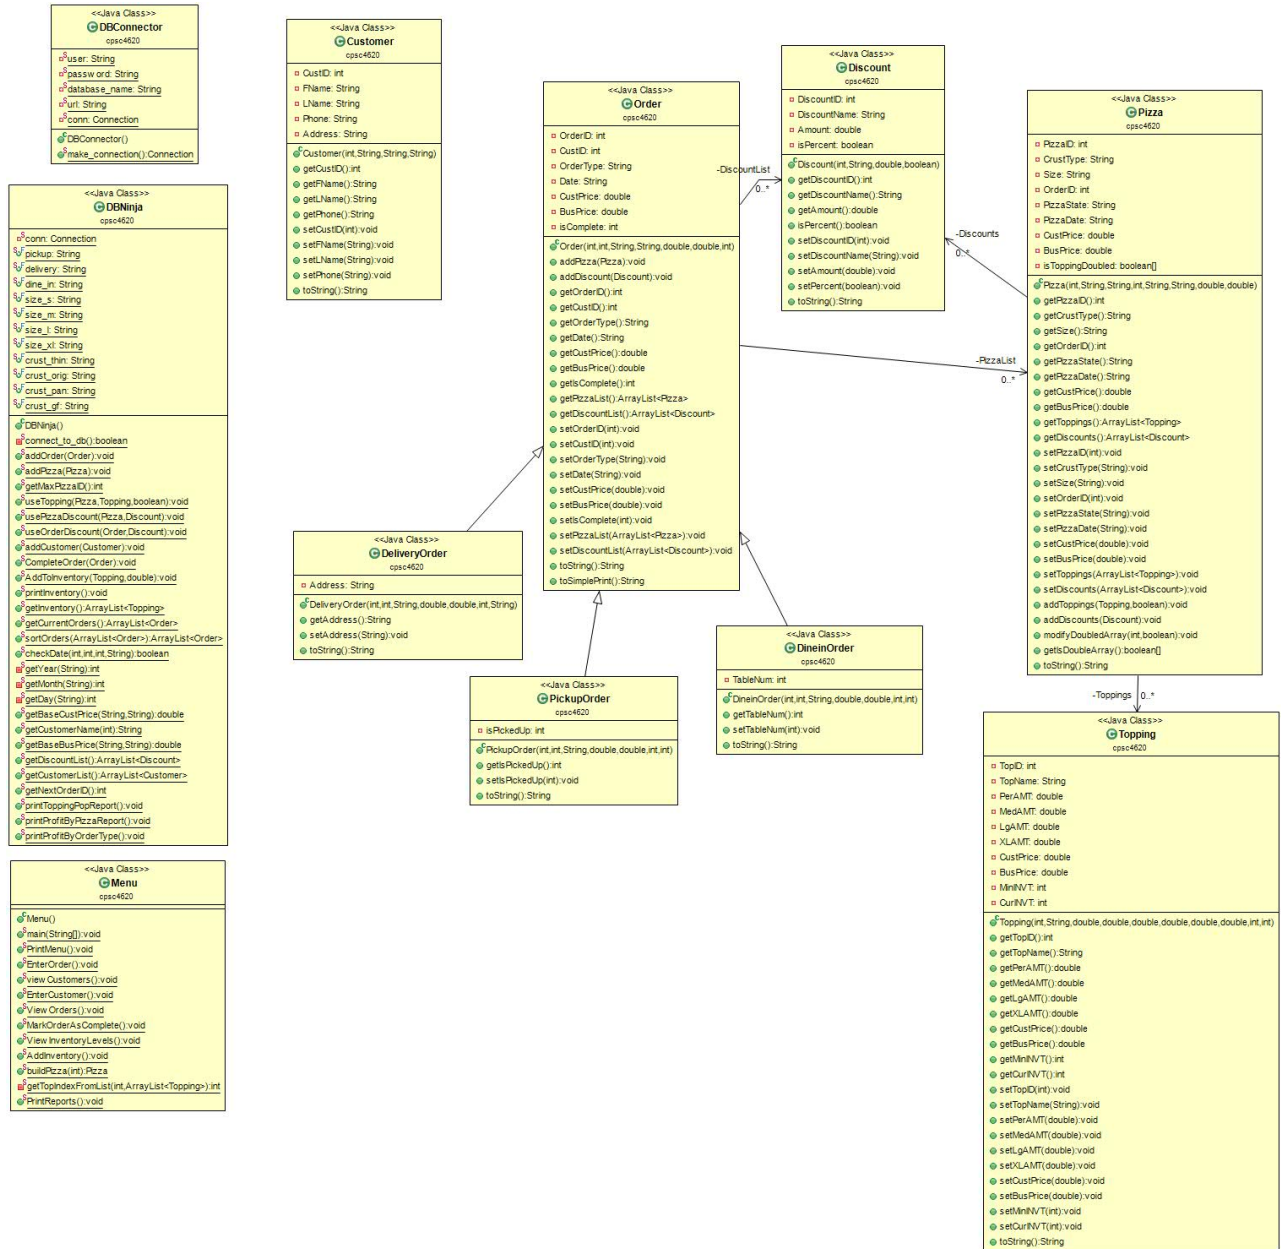 <<Java Class>>
DBConnector
cpsc4620
user: String
password: String
database_name: String
url: String
conn: Connection
DBConnector()
make_connection():Connection
<<Java Class>>
DBNinja
cpsc4620
conn: Connection
pickup: String
delivery: String
dine_in: String
size_s: String
size_m: String
size_l: String
size_xl: String
crust_thin: String
crust_orig: String
crust_pan: String
crust_gf: String
DBNinja()
connect_to_db():boolean
addOrder(Order):void
addPizza(Pizza):void
getMaxPizzaID():int
useTopping(Pizza,Topping,boolean):void
usePizzaDiscount(Pizza,Discount):void
useOrderDiscount(Order,Discount):void
addCustomer(Customer):void
CompleteOrder(Order):void
AddToInventory(Topping,double):void
printInventory():void
getInventory():ArrayList<Topping>
getCurrentOrders():ArrayList<Order>
sortOrders(ArrayList<Order>):ArrayList<Order>
checkDate(int,int,int,String):boolean
getYear(String):int
getMonth(String):int
getDay(String):int
getBaseCustPrice(String,String):double
getCustomerName(int):String
getBaseBusPrice(String,String):double
getDiscountList():ArrayList<Discount>
getCustomerList():ArrayList<Customer>
getNextOrderID():int
printToppingPopReport():void
printProfitByPizzaReport():void
printProfitByOrderType():void
<<Java Class>>
Menu
cpsc4620
Menu()
main(String[]):void
PrintMenu():void
EnterOrder():void
viewCustomers():void
EnterCustomer():void
ViewOrders():void
MarkOrderAsComplete():void
ViewInventoryLevels():void
AddInventory():void
buildPizza(int):Pizza
getTopIndexFromList(int,ArrayList<Topping>):int
PrintReports():void
<<Java Class>>
Customer
cpsc4620
CustID: int
FName: String
LName: String
Phone: String
Address: String
Customer(int,String,String,String)
getCustID():int
getFName():String
getLName():String
getPhone():String
setCustID(int):void
setFName(String):void
setLName(String):void
setPhone(String):void
toString():String
<<Java Class>>
Order
cpsc4620
OrderID: int
CustID: int
OrderType: String
Date: String
CustPrice: double
BusPrice: double
isComplete: int
Order(int,int,String,String,double,double,int)
addPizza(Pizza):void
addDiscount(Discount):void
getOrderID():int
getCustID():int
getOrderType():String
getDate():String
getCustPrice():double
getBusPrice():double
getIsComplete():int
getPizzaList():ArrayList<Pizza>
getDiscountList():ArrayList<Discount>
setOrderID(int):void
setCustID(int):void
setOrderType(String):void
setDate(String):void
setCustPrice(double):void
setBusPrice(double):void
setIsComplete(int):void
setPizzaList(ArrayList<Pizza>):void
setDiscountList(ArrayList<Discount>):void
toString():String
toSimplePrint():String
-DiscountList
0..*
<<Java Class>>
Discount
cpsc4620
DiscountID: int
DiscountName: String
Amount: double
isPercent: boolean
Discount(int,String,double,boolean)
getDiscountID():int
getDiscountName():String
getAmount():double
isPercent():boolean
setDiscountID(int):void
setDiscountName(String):void
setAmount(double):void
setPercent(boolean):void
toString():String
-Discounts
0..*
-PizzaList
0..*
<<Java Class>>
Pizza
cpsc4620
PizzaID: int
CrustType: String
Size: String
OrderID: int
PizzaState: String
PizzaDate: String
CustPrice: double
BusPrice: double
isToppingDoubled: boolean[]
Pizza(int,String,String,int,String,String,double,double)
getPizzaID():int
getCrustType():String
getSize():String
getOrderID():int
getPizzaState():String
getPizzaDate():String
getCustPrice():double
getBusPrice():double
getToppings():ArrayList<Topping>
getDiscounts():ArrayList<Discount>
setPizzaID(int):void
setCrustType(String):void
setSize(String):void
setOrderID(int):void
setPizzaState(String):void
setPizzaDate(String):void
setCustPrice(double):void
setBusPrice(double):void
setToppings(ArrayList<Topping>):void
setDiscounts(ArrayList<Discount>):void
addToppings(Topping,boolean):void
addDiscounts(Discount):void
modifyDoubledArray(int,boolean):void
getIsDoubleArray():boolean[]
toString():String
-Toppings
0..*
<<Java Class>>
DeliveryOrder
cpsc4620
Address: String
DeliveryOrder(int,int,String,double,double,int,String)
getAddress():String
setAddress(String):void
toString():String
<<Java Class>>
PickupOrder
cpsc4620
isPickedUp: int
PickupOrder(int,int,String,double,double,int,int)
getIsPickedUp():int
setIsPickedUp(int):void
toString():String
<<Java Class>>
DineinOrder
cpsc4620
TableNum: int
DineinOrder(int,int,String,double,double,int,int)
getTableNum():int
setTableNum(int):void
toString():String
<<Java Class>>
Topping
cpsc4620
TopID: int
TopName: String
PerAMT: double
MedAMT: double
LgAMT: double
XLAMT: double
CustPrice: double
BusPrice: double
MinINVT: int
CurINVT: int
Topping(int,String,double,double,double,double,double,double,int,int)
getTopID():int
getTopName():String
getPerAMT():double
getMedAMT():double
getLgAMT():double
getXLAMT():double
getCustPrice():double
getBusPrice():double
getMinINVT():int
getCurINVT():int
setTopID(int):void
setTopName(String):void
setPerAMT(double):void
setMedAMT(double):void
setLgAMT(double):void
setXLAMT(double):void
setCustPrice(double):void
setBusPrice(double):void
setMinINVT(int):void
setCurINVT(int):void
toString():String